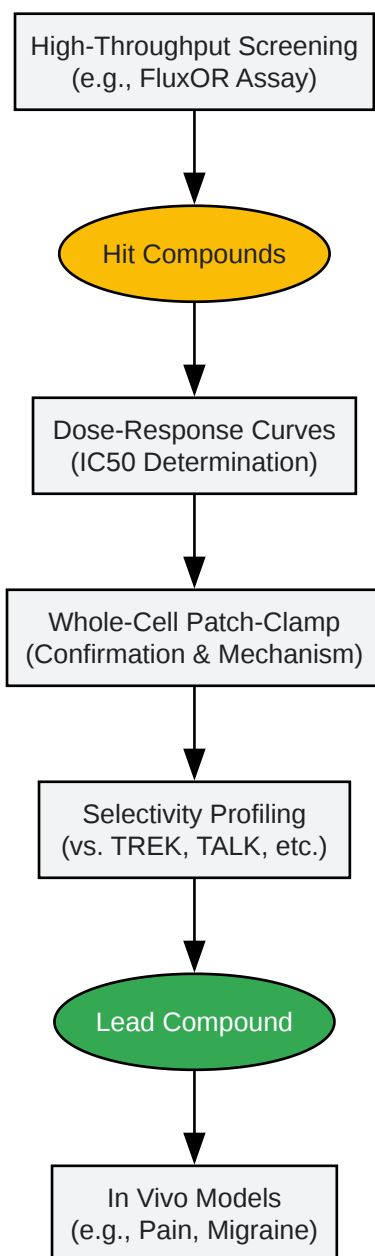 High-Throughput Screening
(e.g., FluxOR Assay)
Hit Compounds
Dose-Response Curves
(IC50 Determination)
Whole-Cell Patch-Clamp
(Confirmation & Mechanism)
Selectivity Profiling
(vs. TREK, TALK, etc.)
Lead Compound
In Vivo Models
(e.g., Pain, Migraine)